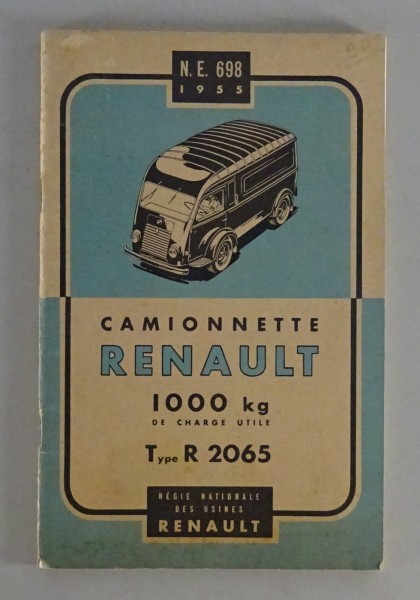 N. E. 698
1955
CAMIONNETTE
RENAULT
1000 kg
DE CHARGE UTILE
Type R 2065
RÉGIE NATIONALE
DES USINES
RENAULT